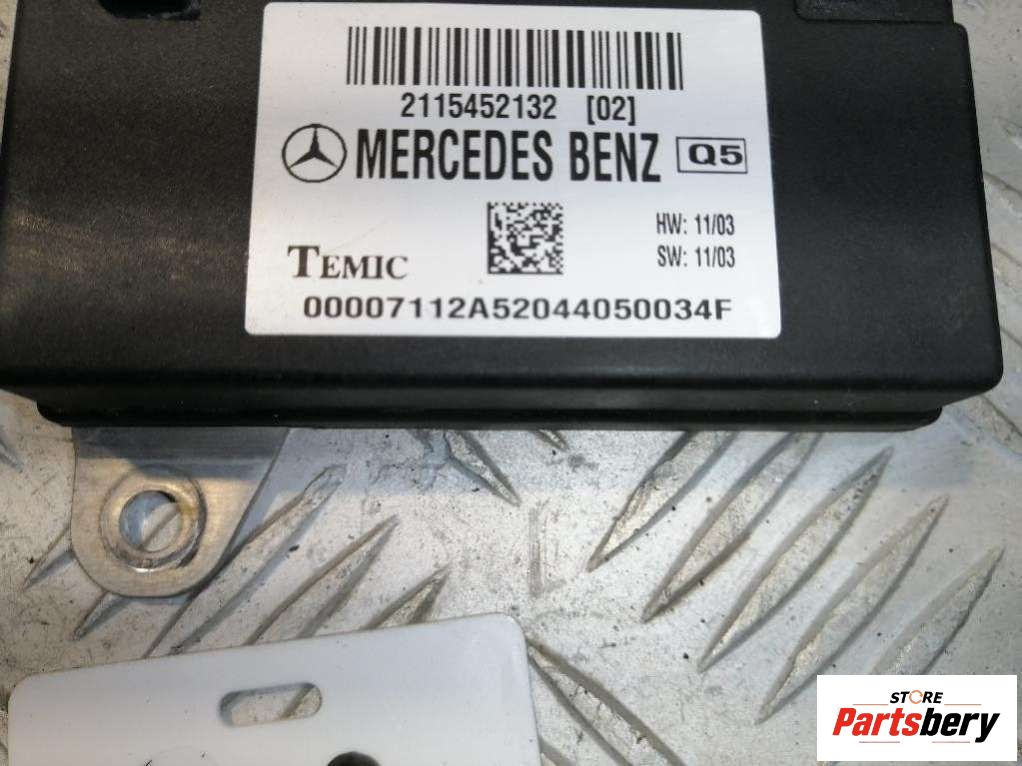 2115452132 [02]
MERCEDES BENZ Q5
HW: 11/03
TEMIC SW: 11/03
00007112A52044050034F
STORE
Partsbery